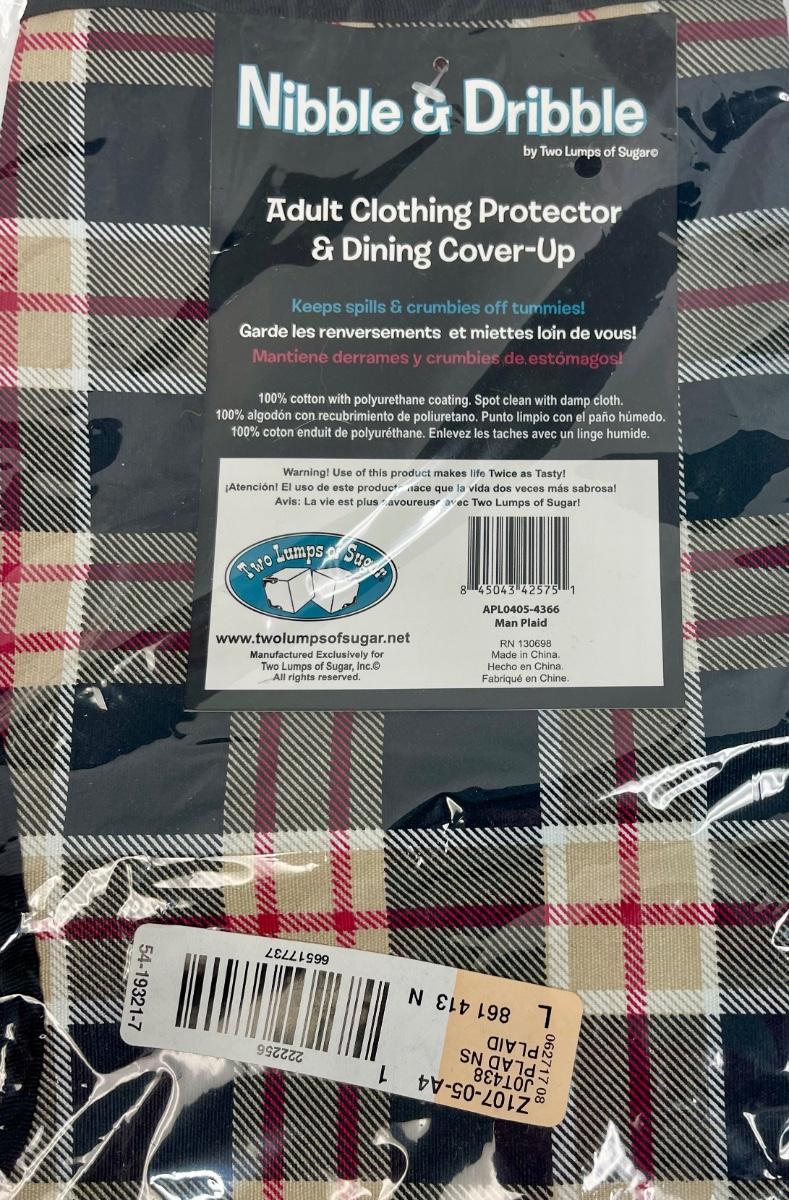 Nibble & Dribble
by Two Lumps of Sugar©
Adult Clothing Protector
& Dining Cover-Up
Keeps spills & crumbies off tummies!
Garde les renversements et miettes loin de vous!
Mantiene derrames y crumbies de estómagos!
100% cotton with polyurethane coating. Spot clean with damp cloth.
100% algodón con recubrimiento de poliuretano. Punto limpio con el paño húmedo.
100% coton enduit de polyuréthane. Enlevez les taches avec un linge humide.
Warning! Use of this product makes life Twice as Tasty!
¡Atención! El uso de este producto hace que la vida dos veces más sabrosa!
Avis: La vie est plus savoureuse avec Two Lumps of Sugar!
Two Lumps of Sugar
www.twolumpsofsugar.net
Manufactured Exclusively for
Two Lumps of Sugar, Inc.©
All rights reserved.
8 45043 42575 1
APL0405-4366
Man Plaid
RN 130698
Made in China.
Hecho en China.
Fabriqué en Chine.
Z107-05-A4
J0T438
PLAD NS
PLAID
062717 08
L
861 413 N
1
222256
66517737
54-19321-7